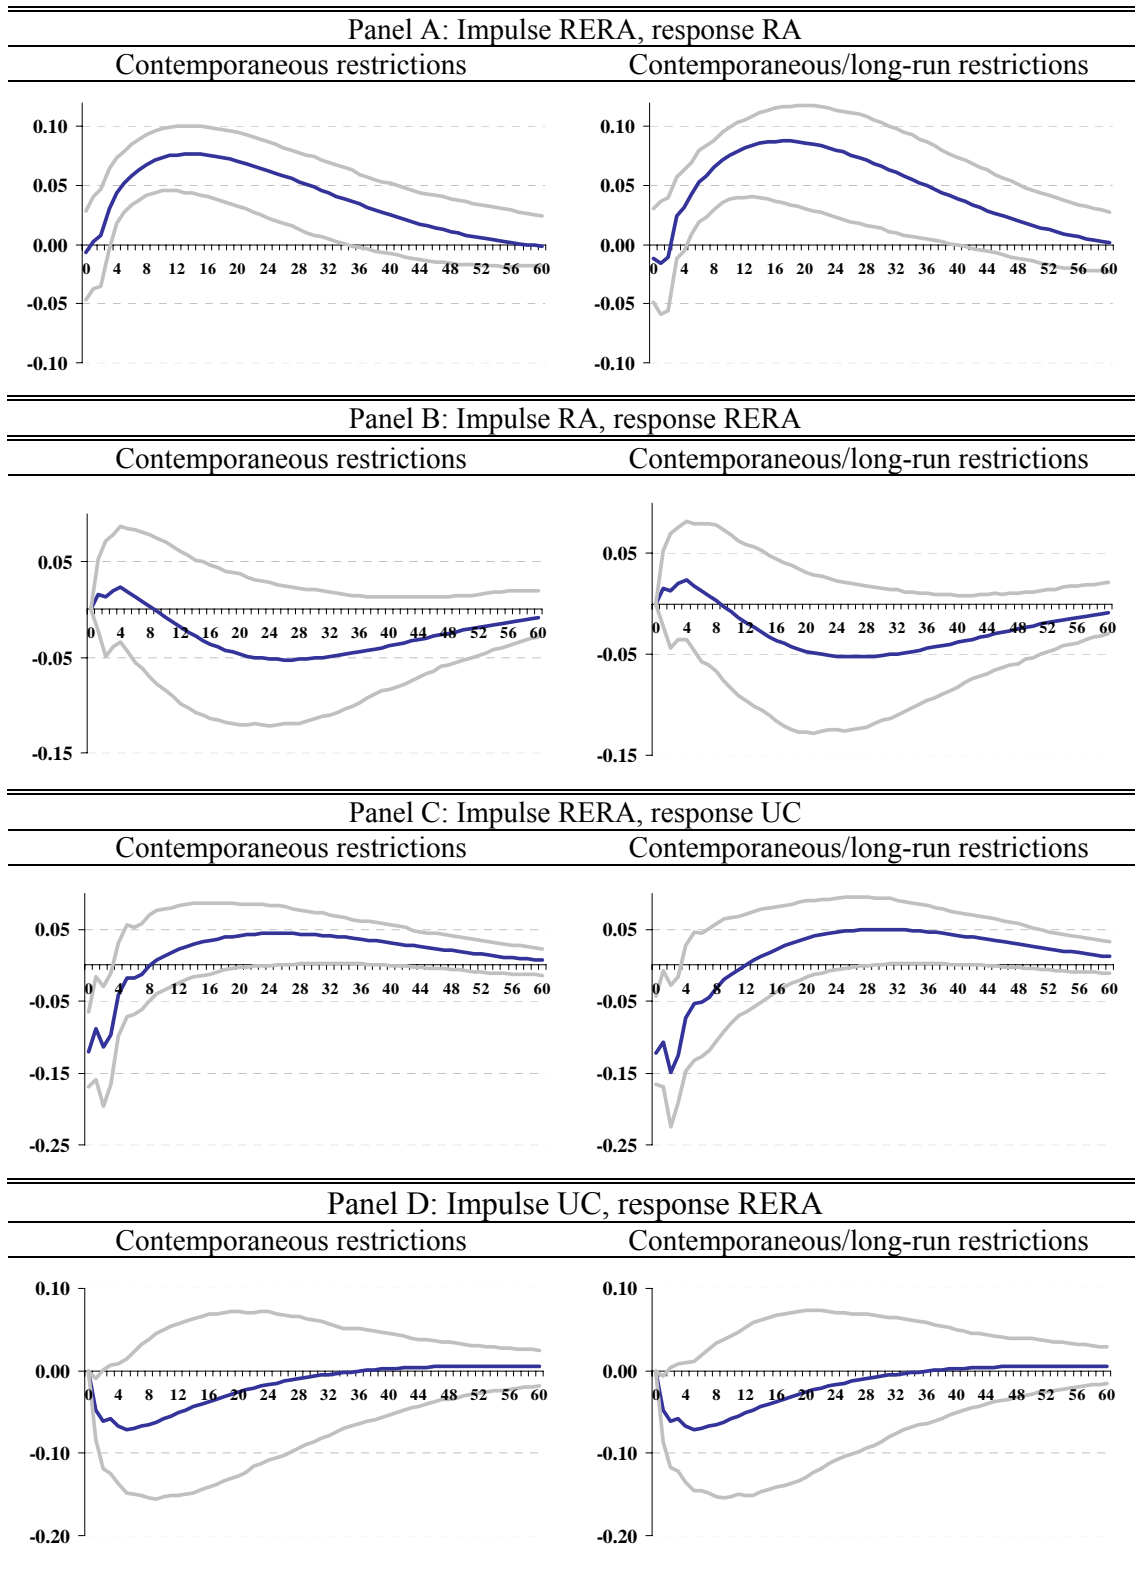 Panel A: Impulse RERA, response RA
Contemporaneous restrictions Contemporaneous/long-run restrictions
0.10
0.05
0.00
-0.05
-0.10
0 4 8 12 16 20 24 28 32 36 40 44 48 52 56 60
0.10
0.05
0.00
-0.05
-0.10
0 4 8 12 16 20 24 28 32 36 40 44 48 52 56 60
Panel B: Impulse RA, response RERA
Contemporaneous restrictions Contemporaneous/long-run restrictions
0.05
-0.05
-0.15
0 4 8 12 16 20 24 28 32 36 40 44 48 52 56 60
0.05
-0.05
-0.15
0 4 8 12 16 20 24 28 32 36 40 44 48 52 56 60
Panel C: Impulse RERA, response UC
Contemporaneous restrictions Contemporaneous/long-run restrictions
0.05
-0.05
-0.15
-0.25
0 4 8 12 16 20 24 28 32 36 40 44 48 52 56 60
0.05
-0.05
-0.15
-0.25
0 4 8 12 16 20 24 28 32 36 40 44 48 52 56 60
Panel D: Impulse UC, response RERA
Contemporaneous restrictions Contemporaneous/long-run restrictions
0.10
0.00
-0.10
-0.20
0 4 8 12 16 20 24 28 32 36 40 44 48 52 56 60
0.10
0.00
-0.10
-0.20
0 4 8 12 16 20 24 28 32 36 40 44 48 52 56 60